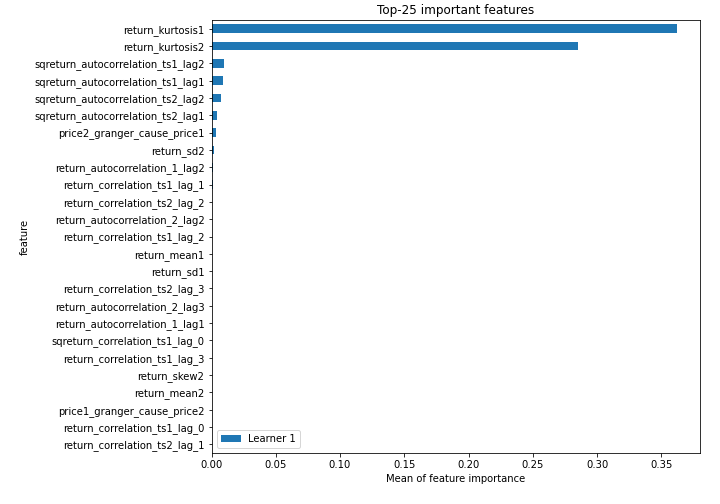 Top-25 important features
return_kurtosis1
return_kurtosis2
sqreturn_autocorrelation_ts1_lag2
sqreturn_autocorrelation_ts1_lag1
sqreturn_autocorrelation_ts2_lag2
sqreturn_autocorrelation_ts2_lag1
price2_granger_cause_price1
return_sd2
return_autocorrelation_1_lag2
return_correlation_ts1_lag_1
return_correlation_ts2_lag_2
return_autocorrelation_2_lag2
return_correlation_ts1_lag_2
return_mean1
return_sd1
return_correlation_ts2_lag_3
return_autocorrelation_2_lag3
return_autocorrelation_1_lag1
sqreturn_correlation_ts1_lag_0
return_correlation_ts1_lag_3
return_skew2
return_mean2
price1_granger_cause_price2
return_correlation_ts1_lag_0
return_correlation_ts2_lag_1
feature
Learner 1
0.00 0.05 0.10 0.15 0.20 0.25 0.30 0.35
Mean of feature importance